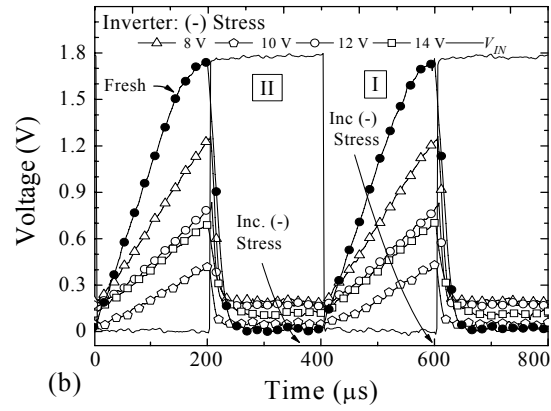 Inverter: (-) Stress
8 V 10 V 12 V 14 V V_IN
1.8
1.5
1.2
0.9
0.6
0.3
0
Voltage (V)
Fresh
II
I
Inc (-)
Stress
Inc. (-)
Stress
0 200 400 600 800
(b)
Time (μs)